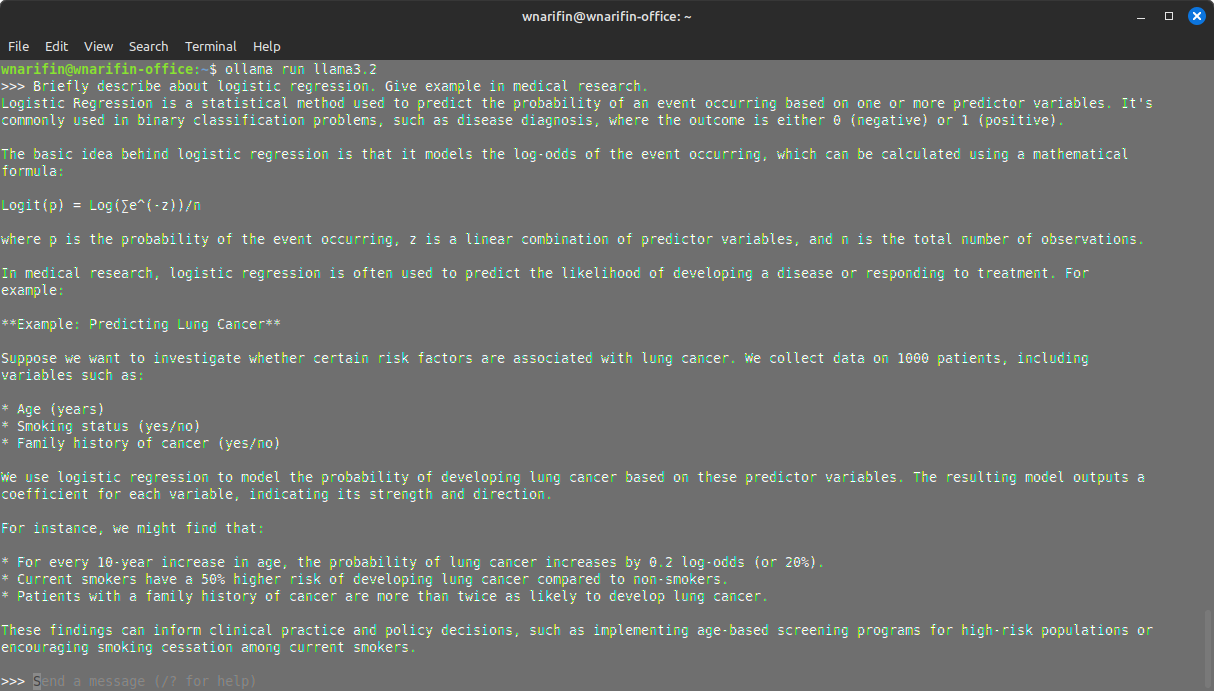 wnarifin@wnarifin-office: ~
File Edit View Search Terminal Help
wnarifin@wnarifin-office:~$ ollama run llama3.2
>>> Briefly describe about logistic regression. Give example in medical research.
Logistic Regression is a statistical method used to predict the probability of an event occurring based on one or more predictor variables. It's
commonly used in binary classification problems, such as disease diagnosis, where the outcome is either 0 (negative) or 1 (positive).
The basic idea behind logistic regression is that it models the log-odds of the event occurring, which can be calculated using a mathematical
formula:
Logit(p) = Log(∑e^(-z))/n
where p is the probability of the event occurring, z is a linear combination of predictor variables, and n is the total number of observations.
In medical research, logistic regression is often used to predict the likelihood of developing a disease or responding to treatment. For
example:
**Example: Predicting Lung Cancer**
Suppose we want to investigate whether certain risk factors are associated with lung cancer. We collect data on 1000 patients, including
variables such as:
* Age (years)
* Smoking status (yes/no)
* Family history of cancer (yes/no)
We use logistic regression to model the probability of developing lung cancer based on these predictor variables. The resulting model outputs a
coefficient for each variable, indicating its strength and direction.
For instance, we might find that:
* For every 10-year increase in age, the probability of lung cancer increases by 0.2 log-odds (or 20%).
* Current smokers have a 50% higher risk of developing lung cancer compared to non-smokers.
* Patients with a family history of cancer are more than twice as likely to develop lung cancer.
These findings can inform clinical practice and policy decisions, such as implementing age-based screening programs for high-risk populations or
encouraging smoking cessation among current smokers.
>>> Send a message (/? for help)